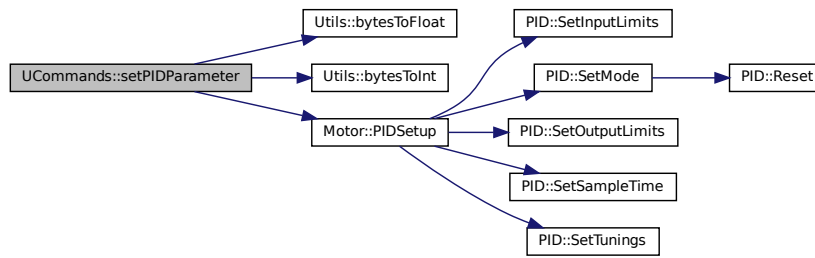 UCommands::setPIDParameter
Utils::bytesToFloat
Utils::bytesToInt
Motor::PIDSetup
PID::SetInputLimits
PID::SetMode
PID::Reset
PID::SetOutputLimits
PID::SetSampleTime
PID::SetTunings